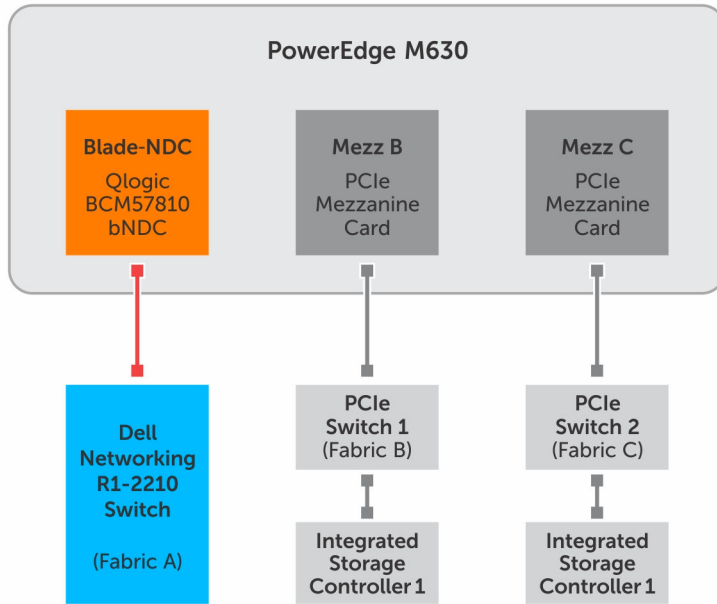 PowerEdge M630
Blade-NDC
Qlogic
BCM57810
bNDC
Mezz B
PCIe
Mezzanine
Card
Mezz C
PCIe
Mezzanine
Card
Dell
Networking
R1-2210
Switch
(Fabric A)
PCIe
Switch 1
(Fabric B)
Integrated
Storage
Controller 1
PCIe
Switch 2
(Fabric C)
Integrated
Storage
Controller 1